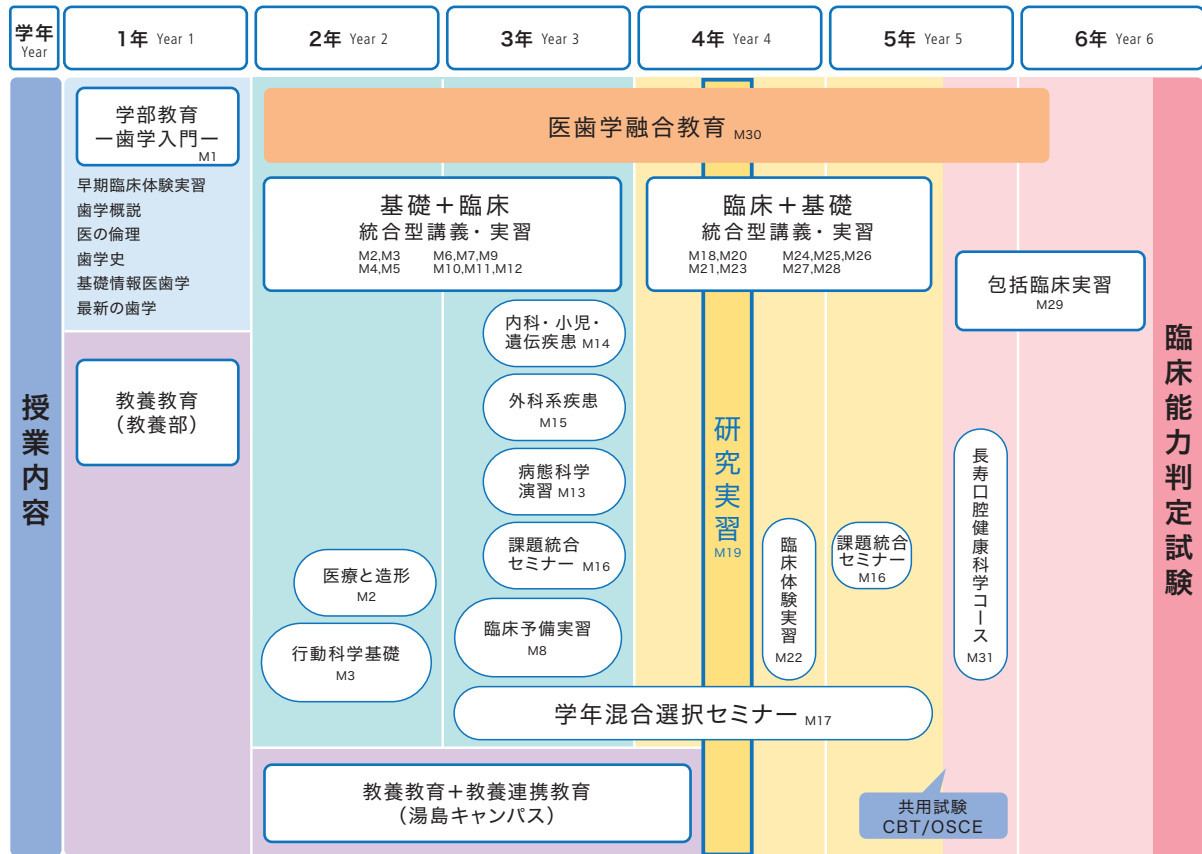 学年
Year
1年 Year 1
2年 Year 2
3年 Year 3
4年 Year 4
5年 Year 5
6年 Year 6
授業内容
学部教育
―歯学入門―
M1
早期臨床体験実習
歯学概説
医の倫理
歯学史
基礎情報医歯学
最新の歯学
教養教育
(教養部)
医歯学融合教育 M30
基礎+臨床
統合型講義・実習
M2,M3 M6,M7,M9
M4,M5 M10,M11,M12
臨床+基礎
統合型講義・実習
M18,M20 M24,M25,M26
M21,M23 M27,M28
包括臨床実習
M29
内科・小児・
遺伝疾患 M14
外科系疾患
M15
病態科学
演習 M13
課題統合
セミナー M16
医療と造形
M2
行動科学基礎
M3
臨床予備実習
M8
研究実習
M19
臨床体験実習
M22
課題統合
セミナー
M16
長寿口腔健康科学コース
M31
学年混合選択セミナー M17
教養教育+教養連携教育
(湯島キャンパス)
共用試験
CBT/OSCE
臨床能力判定試験